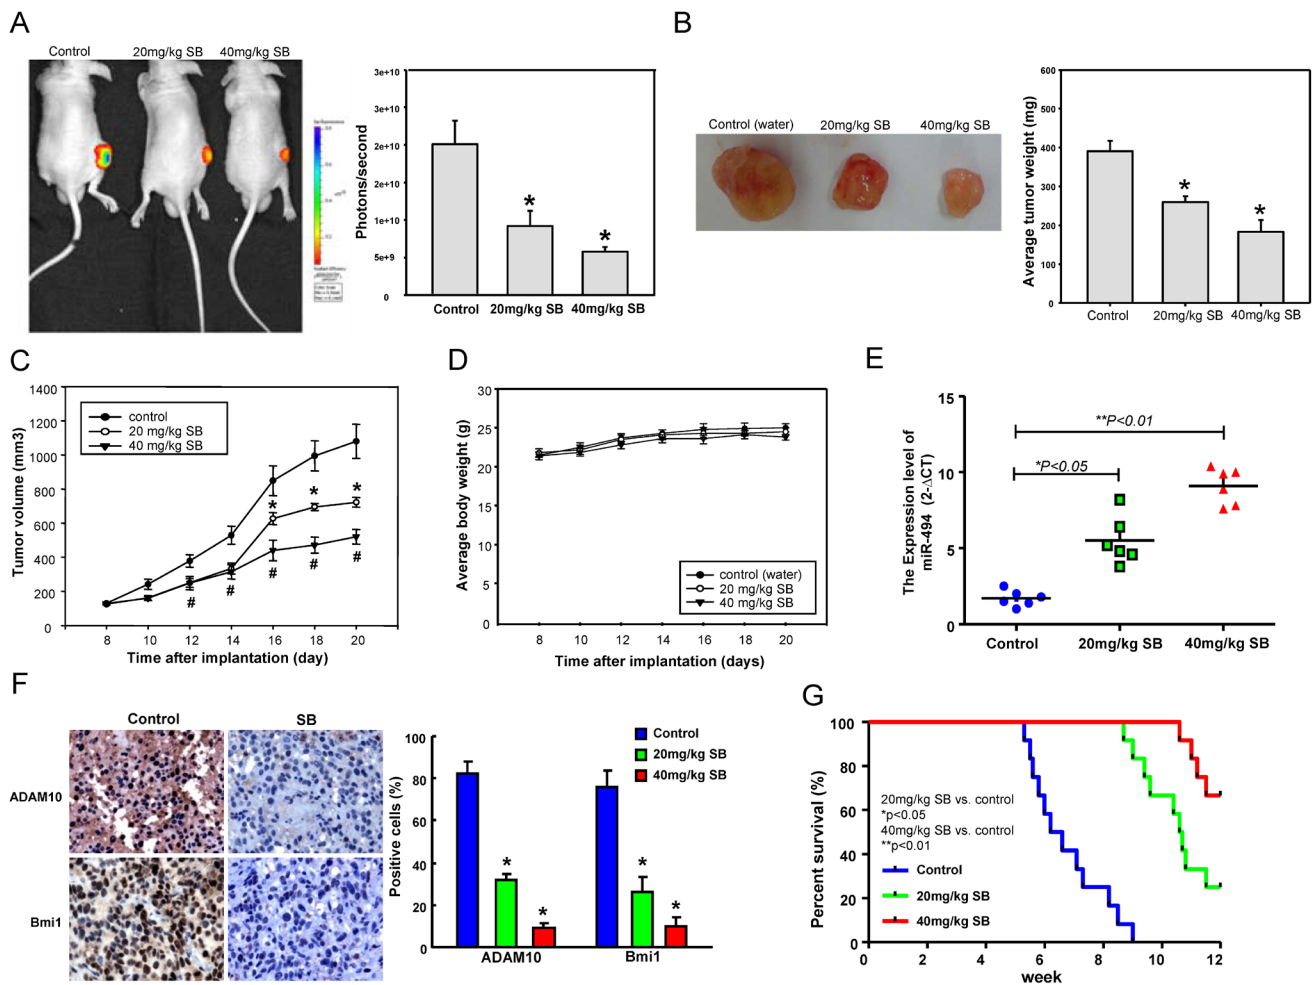 A
Control
20mg/kg SB
40mg/kg SB
3e+10
3e+10
2e+10
2e+10
1e+10
5e+9
0
Photons/second
*
*
Control
20mg/kg SB
40mg/kg SB
B
Control (water)
20mg/kg SB
40mg/kg SB
600
500
400
300
200
100
0
Average tumor weight (mg)
*
*
Control
20mg/kg SB
40mg/kg SB
C
1400
1200
1000
800
600
400
200
0
Tumor volume (mm3)
control
20 mg/kg SB
40 mg/kg SB
* * *
# # # # #
8 10 12 14 16 18 20
Time after implantation (day)
D
30
25
20
15
10
5
0
Average body weight (g)
control (water)
20 mg/kg SB
40 mg/kg SB
8 10 12 14 16 18 20
Time after implantation (days)
E
15
10
5
0
The Expression level of
miR-494 (2-ΔCT)
**P<0.01
*P<0.05
Control
20mg/kg SB
40mg/kg SB
F
Control
SB
ADAM10
Bmi1
100
80
60
40
20
0
Positive cells (%)
Control
20mg/kg SB
40mg/kg SB
*
*
*
*
ADAM10
Bmi1
G
100
80
60
40
20
0
Percent survival (%)
20mg/kg SB vs. control
*p<0.05
40mg/kg SB vs. control
**p<0.01
Control
20mg/kg SB
40mg/kg SB
0 2 4 6 8 10 12
week